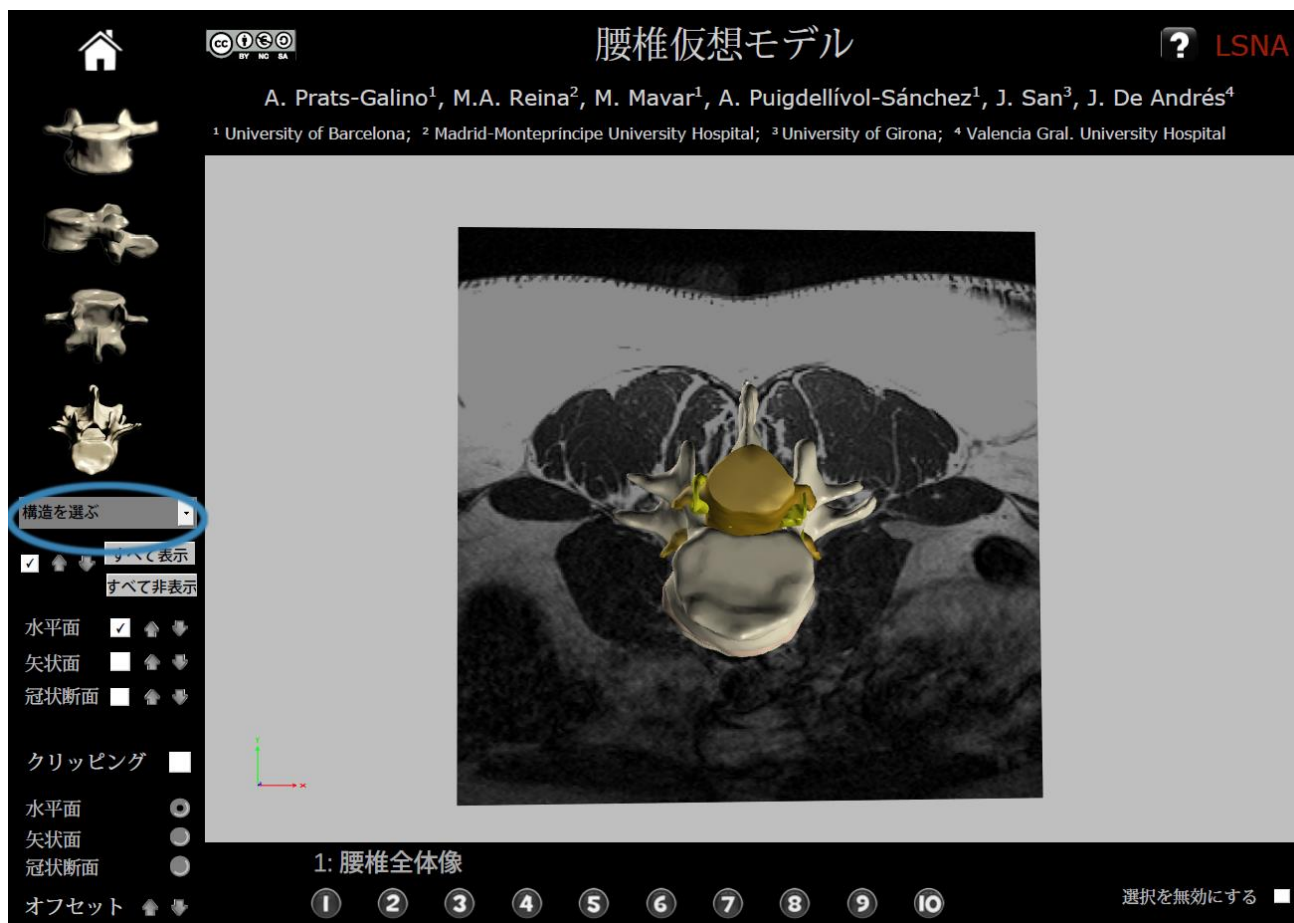 cc BY NC SA
腰椎仮想モデル
? LSNA
A. Prats-Galino¹, M.A. Reina², M. Mavar¹, A. Puigdellívol-Sánchez¹, J. San³, J. De Andrés⁴
¹ University of Barcelona; ² Madrid-Montepríncipe University Hospital; ³ University of Girona; ⁴ Valencia Gral. University Hospital
構造を選ぶ
すべて表示
すべて非表示
水平面
矢状面
冠状断面
Y
X
クリッピング
水平面
矢状面
冠状断面
オフセット
1: 腰椎全体像
1 2 3 4 5 6 7 8 9 10
選択を無効にする